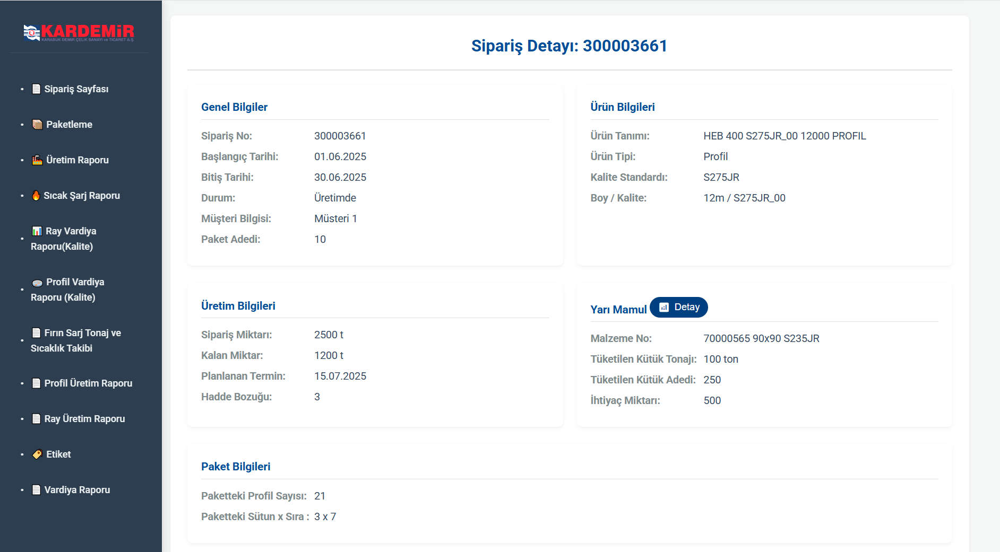 KARDEMİR
KARABÜK DEMİR ÇELİK SANAYİ ve TİCARET A.Ş.
• Sipariş Sayfası
• Paketleme
• Üretim Raporu
• Sıcak Şarj Raporu
• Ray Vardiya
Raporu(Kalite)
• Profil Vardiya
Raporu (Kalite)
• Fırın Sarj Tonaj ve
Sıcaklık Takibi
• Profil Üretim Raporu
• Ray Üretim Raporu
• Etiket
• Vardiya Raporu
Sipariş Detayı: 300003661
Genel Bilgiler
Sipariş No: 300003661
Başlangıç Tarihi: 01.06.2025
Bitiş Tarihi: 30.06.2025
Durum: Üretimde
Müşteri Bilgisi: Müsteri 1
Paket Adedi: 10
Ürün Bilgileri
Ürün Tanımı: HEB 400 S275JR_00 12000 PROFIL
Ürün Tipi: Profil
Kalite Standardı: S275JR
Boy / Kalite: 12m / S275JR_00
Üretim Bilgileri
Sipariş Miktarı: 2500 t
Kalan Miktar: 1200 t
Planlanan Termin: 15.07.2025
Hadde Bozuğu: 3
Yarı Mamul Detay
Malzeme No: 70000565 90x90 S235JR
Tüketilen Kütük Tonajı: 100 ton
Tüketilen Kütük Adedi: 250
İhtiyaç Miktarı: 500
Paket Bilgileri
Paketteki Profil Sayısı: 21
Paketteki Sütun x Sıra : 3 x 7